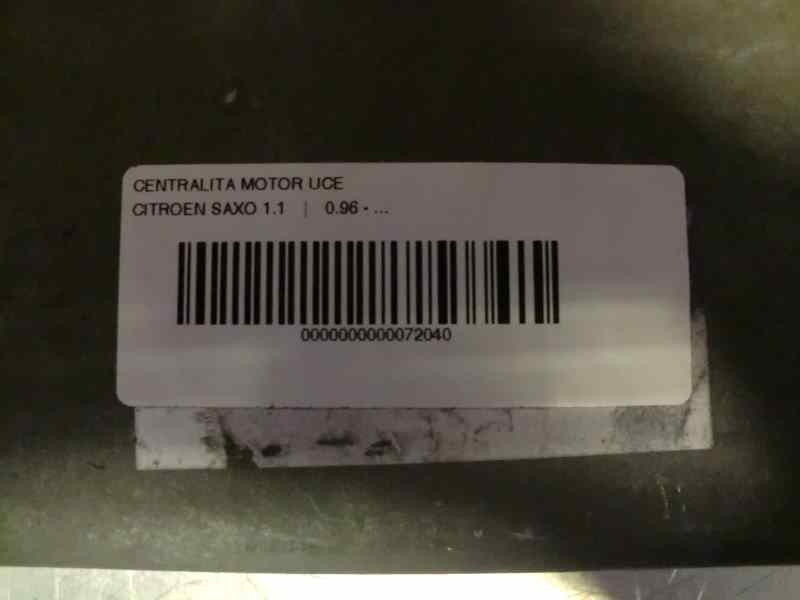 CENTRALITA MOTOR UCE
CITROEN SAXO 1.1 | 0.96 - ...
0000000000072040